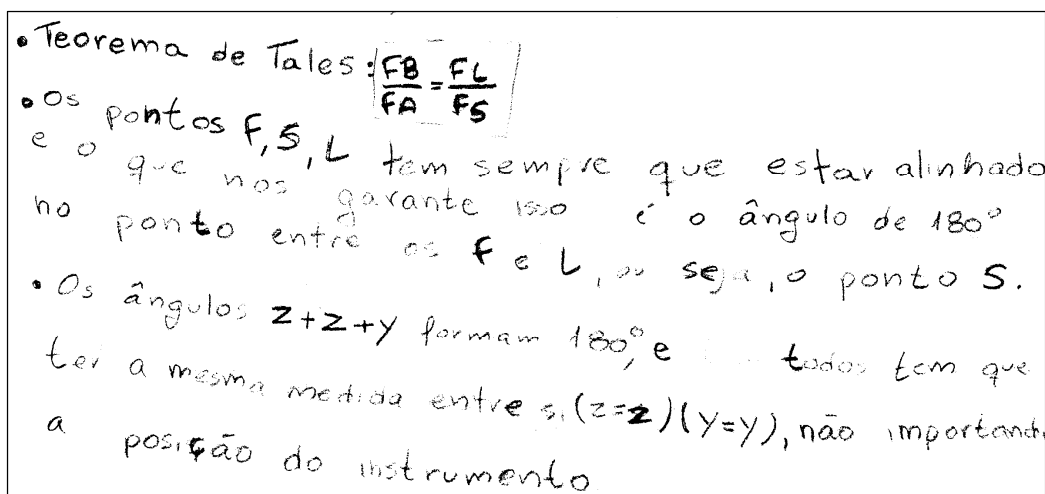 • Teorema de Tales: FB/FA = FL/FS
• Os pontos F, S, L tem sempre que estar alinhado
e o que nos garante isso é o ângulo de 180°
no ponto entre os F e L, ou seja, o ponto S.
• Os ângulos z+z+y formam 180°, e todos tem que
ter a mesma medida entre si (z=z) (y=y), não importando
a posição do instrumento